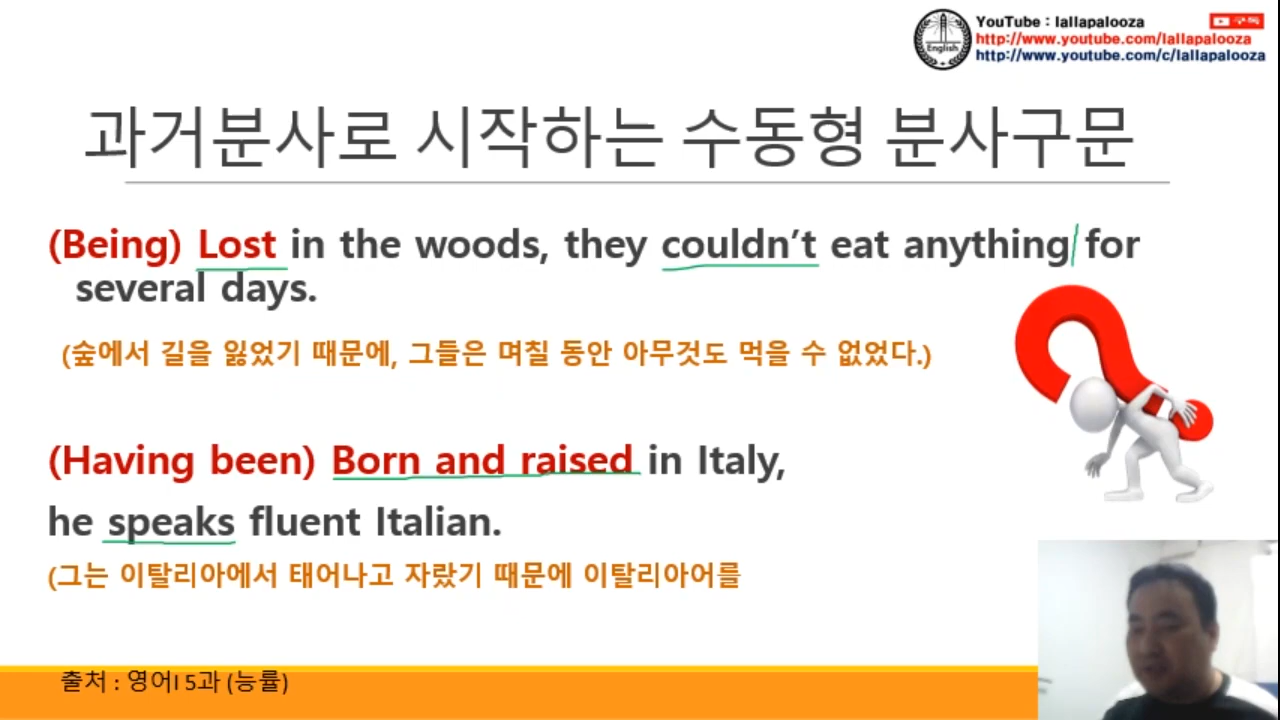 YouTube : lallapalooza
구독
http://www.youtube.com/lallapalooza
http://www.youtube.com/c/lallapalooza
English
과거분사로 시작하는 수동형 분사구문
(Being) Lost in the woods, they couldn't eat anything for
several days.
(숲에서 길을 잃었기 때문에, 그들은 며칠 동안 아무것도 먹을 수 없었다.)
(Having been) Born and raised in Italy,
he speaks fluent Italian.
(그는 이탈리아에서 태어나고 자랐기 때문에 이탈리아어를
출처 : 영어I 5과 (능률)